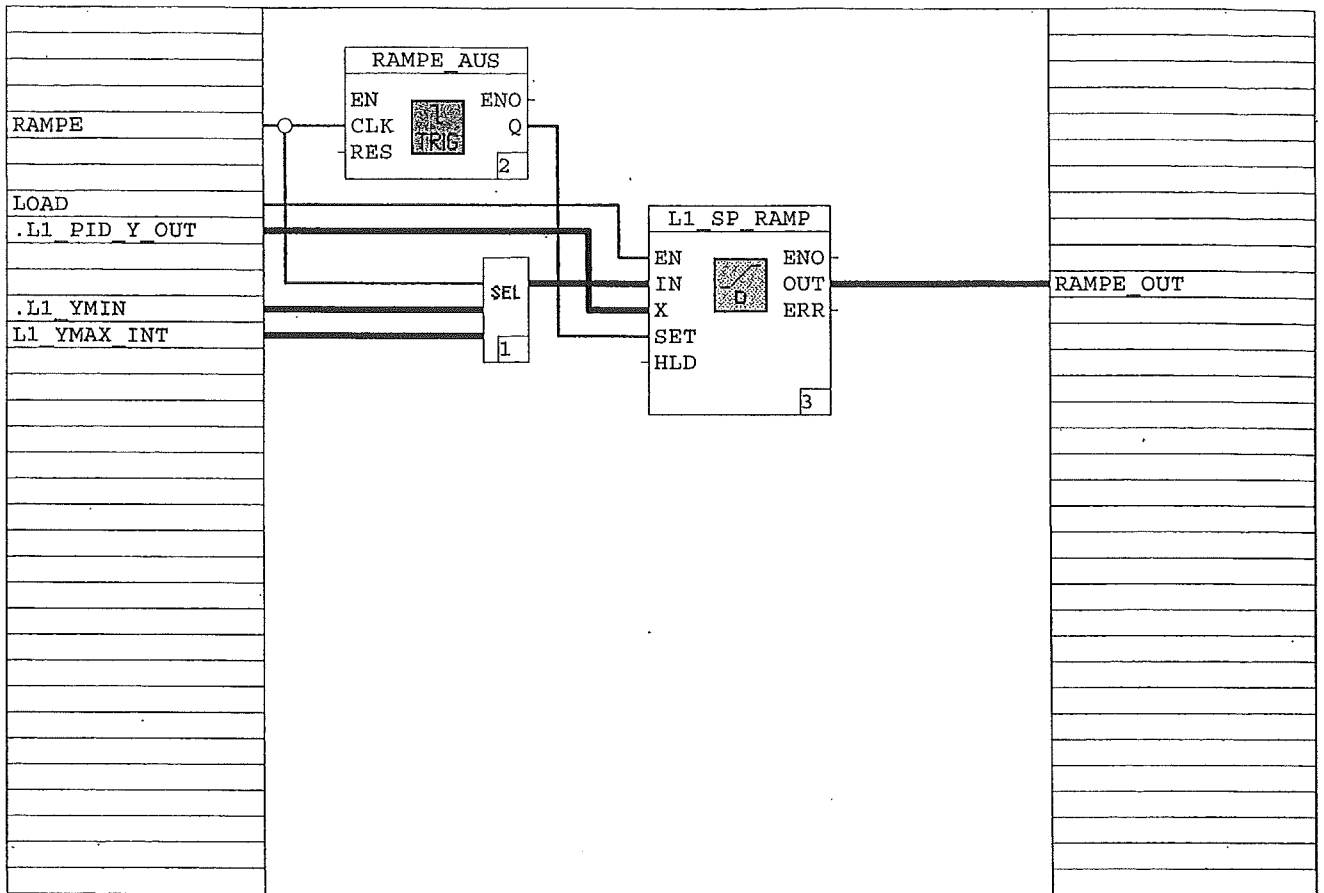 RAMPE_AUS
EN ENO
RAMPE
CLK Q
TRIG
RES
2
LOAD
L1_SP_RAMP
.L1_PID_Y_OUT
EN ENO
SEL
IN OUT
RAMPE_OUT
.L1_YMIN
X ERR
L1_YMAX_INT
1
SET
HLD
D
3